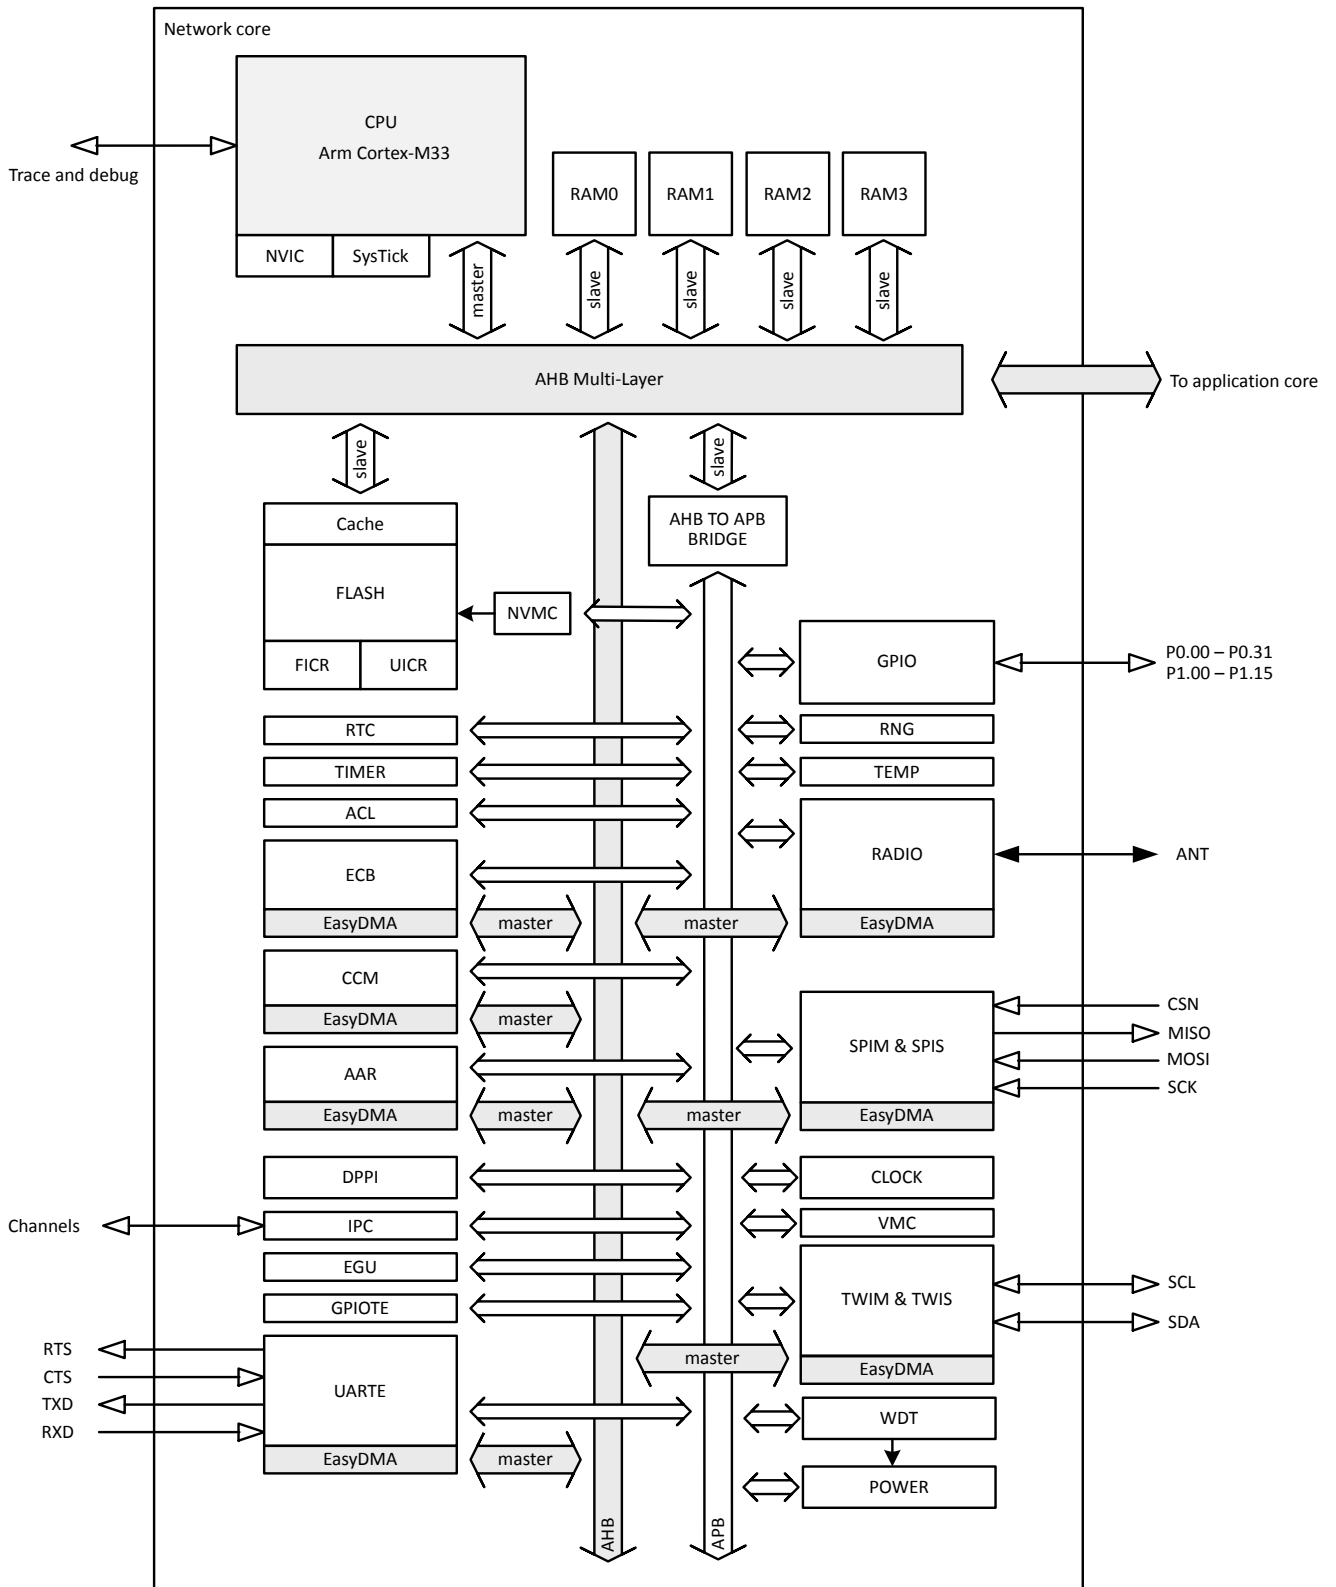 Network core
CPU
Arm Cortex-M33
Trace and debug
NVIC
SysTick
RAM0
RAM1
RAM2
RAM3
master
slave
slave
slave
slave
AHB Multi-Layer
To application core
slave
slave
Cache
FLASH
FICR
UICR
NVMC
AHB TO APB
BRIDGE
GPIO
P0.00 – P0.31
P1.00 – P1.15
RTC
RNG
TIMER
TEMP
ACL
ECB
EasyDMA
master
master
RADIO
EasyDMA
ANT
CCM
EasyDMA
master
SPIM & SPIS
EasyDMA
CSN
MISO
MOSI
SCK
AAR
EasyDMA
master
master
DPPI
CLOCK
Channels
IPC
VMC
EGU
GPIOTE
TWIM & TWIS
EasyDMA
SCL
SDA
master
RTS
CTS
TXD
RXD
UARTE
EasyDMA
master
WDT
POWER
AHB
APB